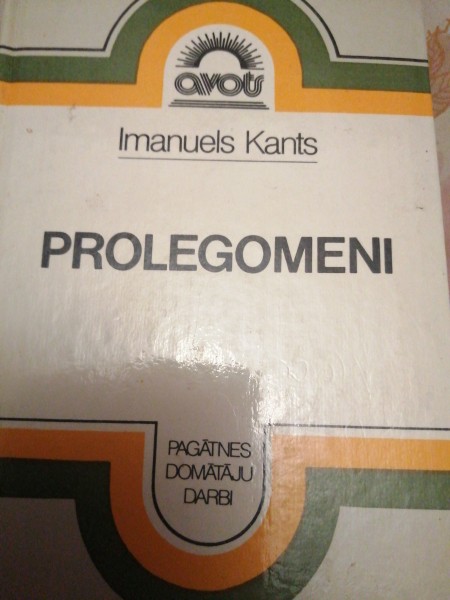 avots
Imanuels Kants
PROLEGOMENI
PAGĀTNES
DOMĀTĀJU
DARBI